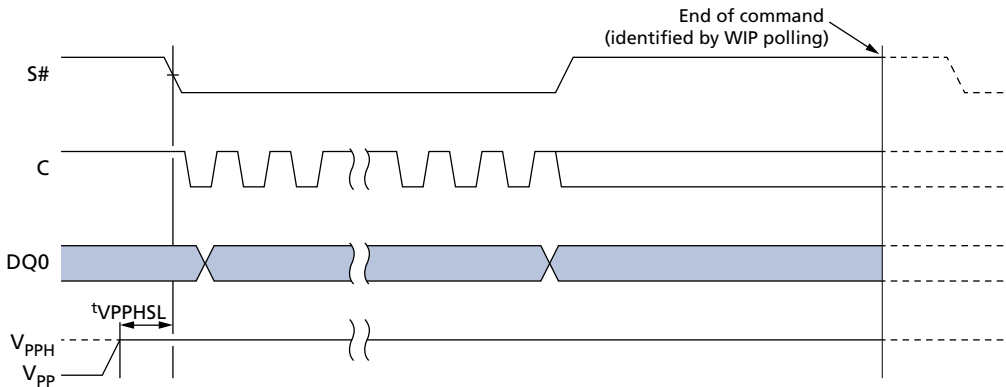 End of command
(identified by WIP polling)
S#
C
DQ0
tVPPHSL
VPPH
VPP